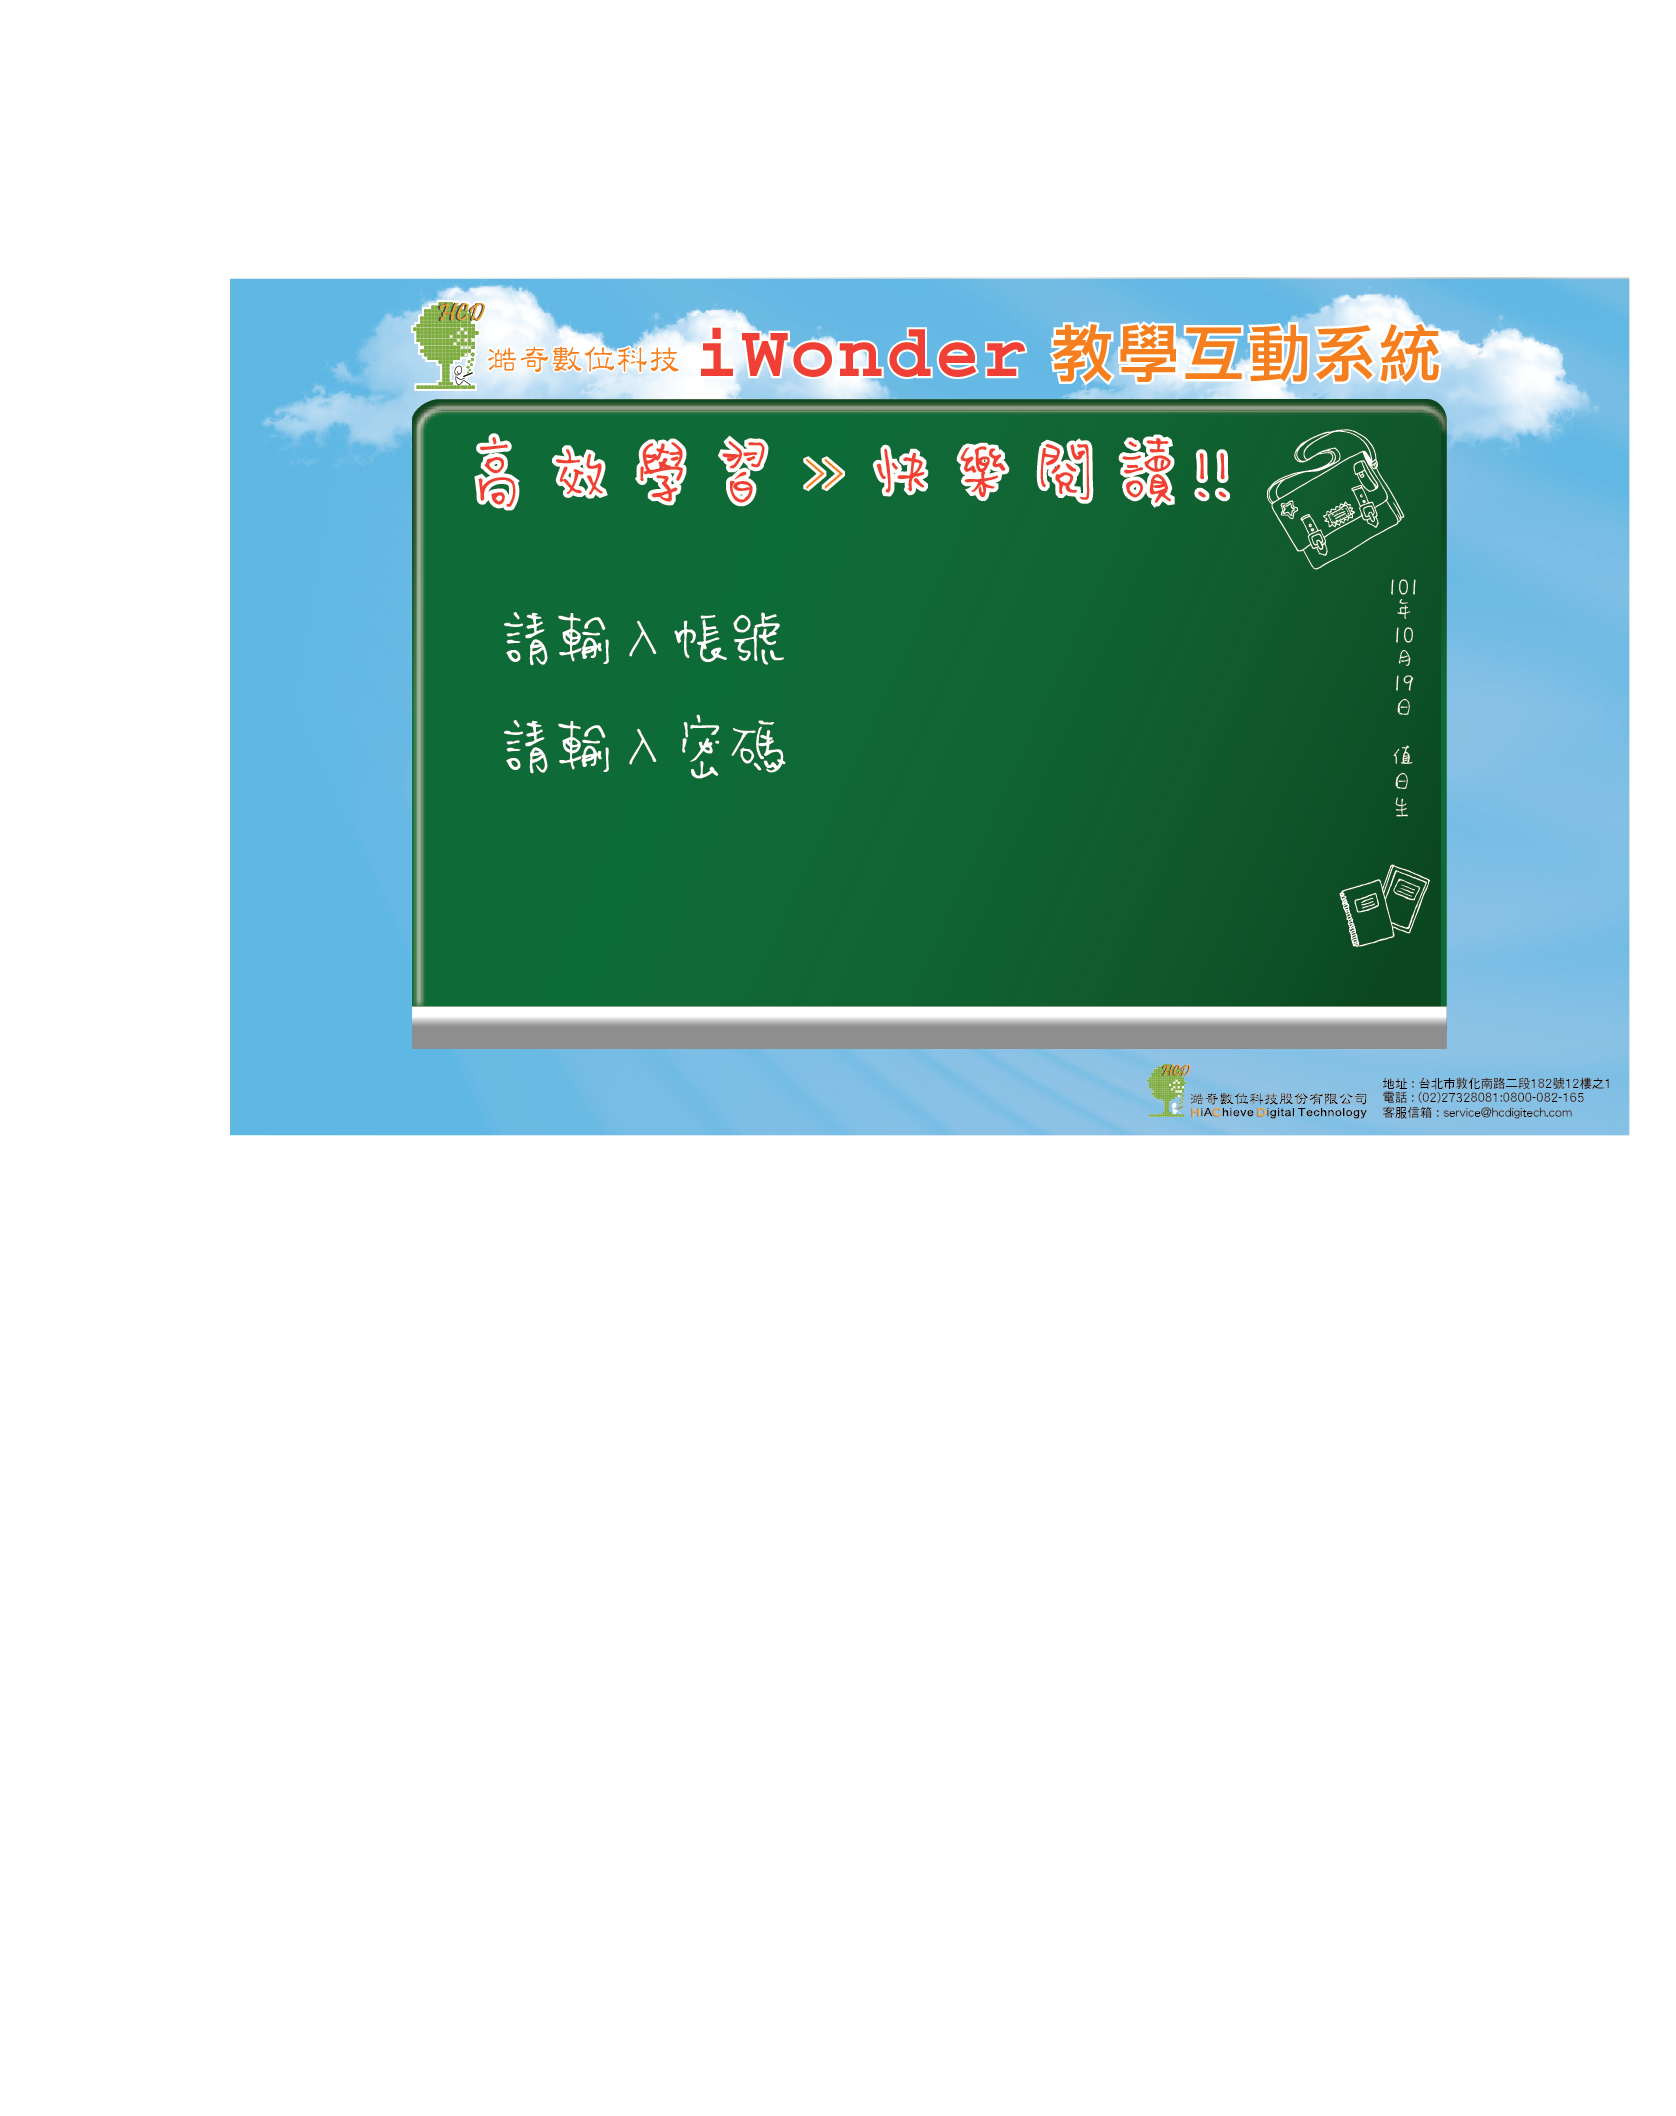 HCD
澔奇數位科技 iWonder 教學互動系統
高效學習»快樂閱讀!!
請輸入帳號
請輸入密碼
101年10月19日 值日生
HCD
澔奇數位科技股份有限公司
HiAChieve Digital Technology
地址：台北市敦化南路二段182號12樓之1
電話：(02)27328081:0800-082-165
客服信箱：service@hcdigitech.com